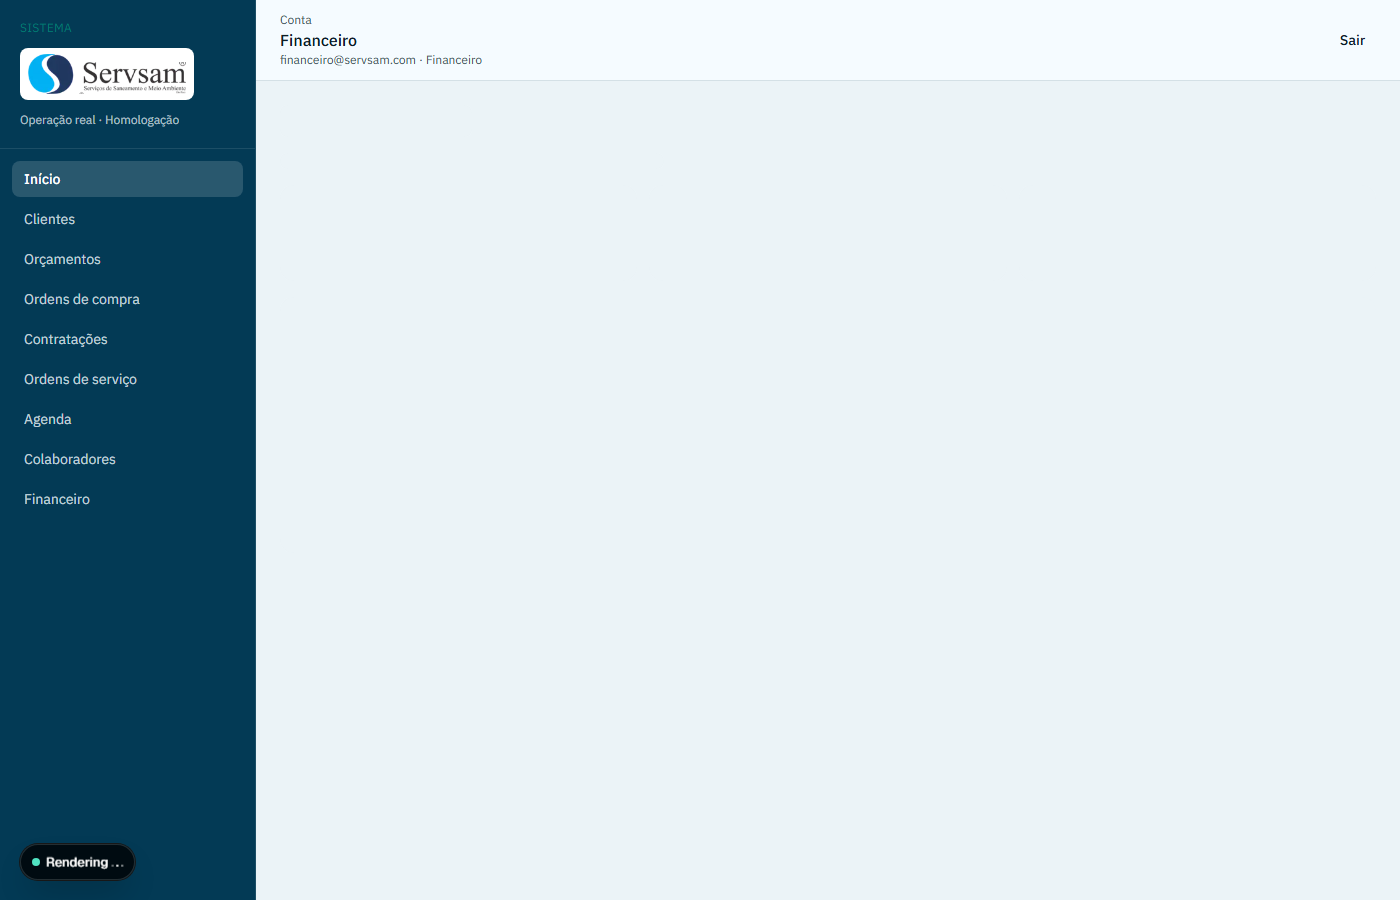 SISTEMA
Servsam
Serviços de Saneamento e Meio Ambiente
Operação real · Homologação
Início
Clientes
Orçamentos
Ordens de compra
Contratações
Ordens de serviço
Agenda
Colaboradores
Financeiro
Rendering ...
Conta
Financeiro
financeiro@servsam.com · Financeiro
Sair